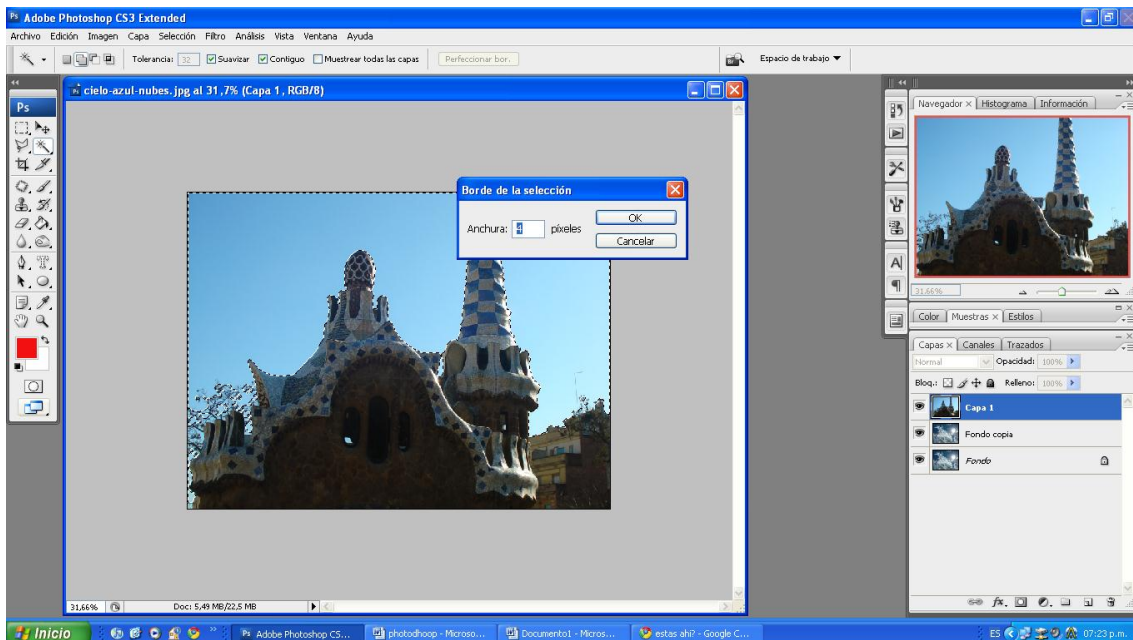 Ps Adobe Photoshop CS3 Extended
Archivo Edición Imagen Capa Selección Filtro Análisis Vista Ventana Ayuda
Tolerancia: 32 Suavizar Contiguo Muestrear todas las capas Perfeccionar bor. Espacio de trabajo
cielo-azul-nubes.jpg al 31,7% (Capa 1, RGB/8)
Ps
Navegador x Histograma Información
Borde de la selección
Anchura: 4 píxeles
OK
Cancelar
31,66%
Color Muestras x Estilos
Capas x Canales Trazados
Normal Opacidad: 100%
Bloq.: Relleno: 100%
Capa 1
Fondo copia
Fondo
31,66% Doc: 5,49 MB/22,5 MB
Inicio Ps Adobe Photoshop CS... photodhoop - Microso... Documento1 - Micros... estas ahi? - Google C... ES 07:23 p.m.